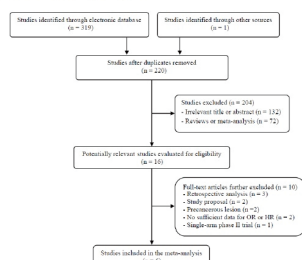 Studies identified through electronic database
(n = 319)
Studies identified through other sources
(n = 1)
Studies after duplicates removed
(n = 220)
Studies excluded (n = 204)
- Irrelevant title or abstract (n = 132)
- Reviews or meta-analysis (n = 72)
Potentially relevant studies evaluated for eligibility
(n = 16)
Full-text articles further excluded (n = 10)
- Retrospective analysis (n = 3)
- Study proposal (n = 2)
- Precancerous lesion (n =2)
- No sufficient data for OR or HR (n = 2)
- Single-arm phase II trial (n = 1)
Studies included in the meta-analysis